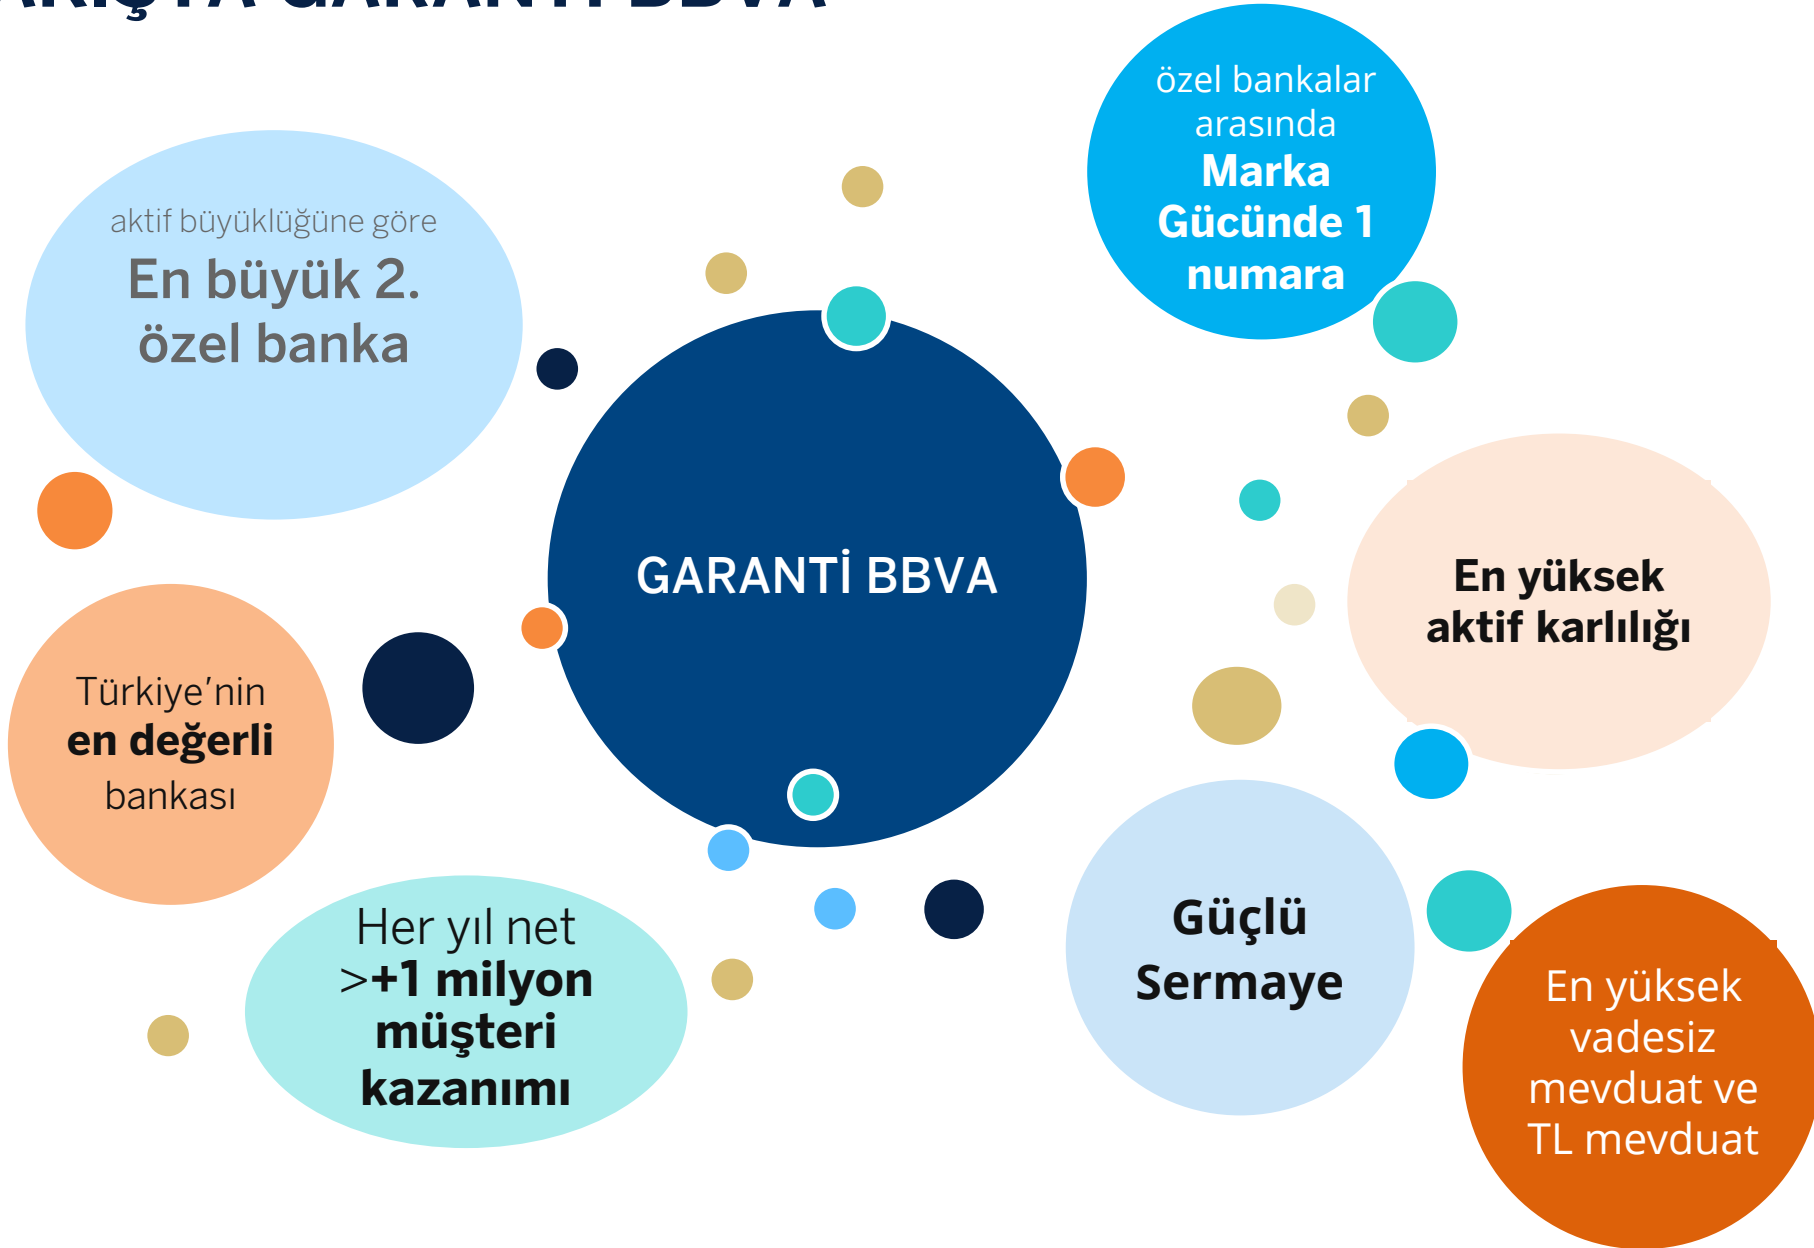 GARANTİ BBVA
özel bankalar
arasında
Marka
Gücünde 1
numara
aktif büyüklüğüne göre
En büyük 2.
özel banka
GARANTİ BBVA
En yüksek
aktif karlılığı
Türkiye'nin
en değerli
bankası
Her yıl net
>+1 milyon
müşteri
kazanımı
Güçlü
Sermaye
En yüksek
vadesiz
mevduat ve
TL mevduat